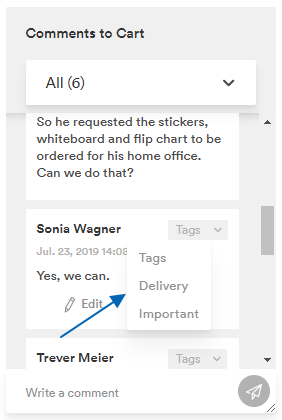 Comments to Cart
All (6)
So he requested the stickers,
whiteboard and flip chart to be
ordered for his home office.
Can we do that?
Sonia Wagner
Tags
Jul. 23, 2019 14:08
Tags
Yes, we can.
Delivery
Edit
Important
Trever Meier
Tags
Write a comment